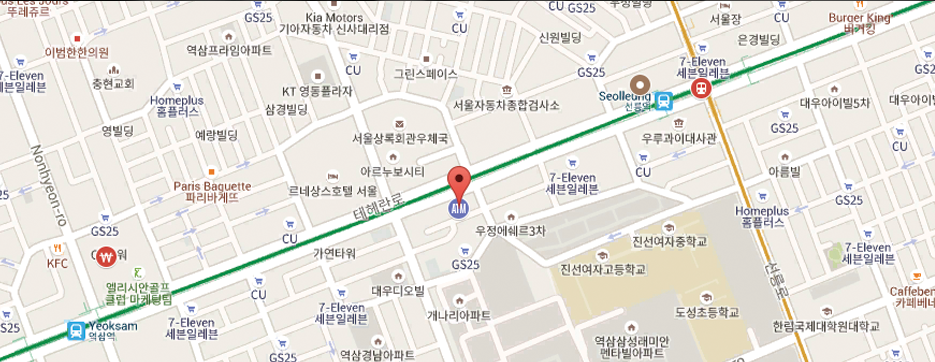 뚜레쥬르
GS25
Kia Motors
기아자동차 신사대리점
GS25
우정빌딩
서울장
은경빌딩
Burger King
버거킹
이범한한의원
역삼프라임아파트
CU
신원빌딩
CU
7-Eleven
세븐일레븐
중현교회
그린스페이스
GS25
7-Eleven
세븐일레븐
Homeplus
홈플러스
KT 영동플라자
삼경빌딩
서울자동차종합검사소
Seolleung
선릉역
대우아이빌5차
영빌딩
예랑빌딩
서울상록회관우체국
우루과이대사관
GS25
CU
Nonhyeon-ro
아르누보시티
아름빌
Paris Baguette
파리바게뜨
르네상스호텔 서울
테헤란로
ATM
7-Eleven
세븐일레븐
Homeplus
홈플러스
GS25
CU
우정에쉐르3차
진선여자중학교
KFC
₩
가연타워
GS25
진선여자고등학교
7-Eleven
세븐일레븐
선릉로
앨리시안골프
클럽 마케팅팀
CU
대우디오빌
Caffebene
카페베네
Yeoksam
역삼역
7-Eleven
세븐일레븐
7-Eleven
세븐일레븐
개나리아파트
도성초등학교
한림국제대학원대학교
CU
역삼경남아파트
역삼삼성래미안
펜타빌아파트